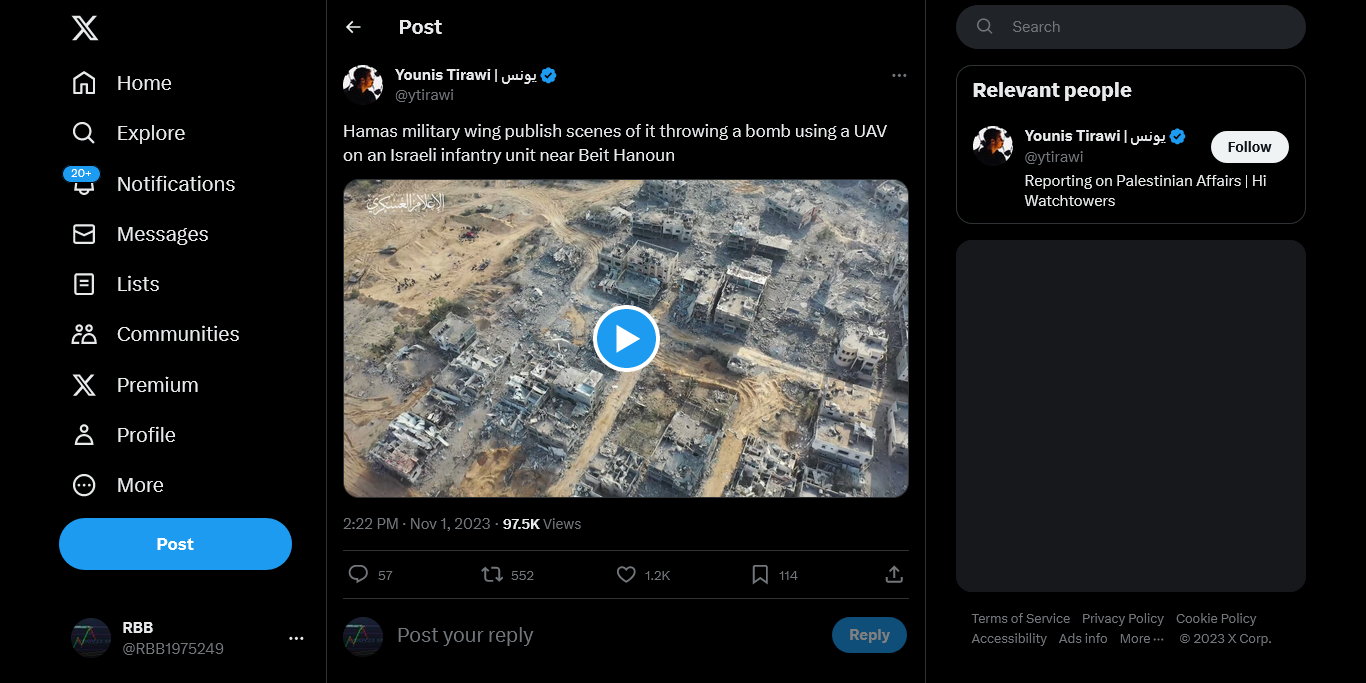 Home
Explore
20+
Notifications
Messages
Lists
Communities
Premium
Profile
More
Post
RBB
@RBB1975249
Post
Younis Tirawi | يونس
@ytirawi
Hamas military wing publish scenes of it throwing a bomb using a UAV
on an Israeli infantry unit near Beit Hanoun
الإعلام العسكري
2:22 PM · Nov 1, 2023 · 97.5K Views
57 552 1.2K 114
Post your reply
Reply
Search
Relevant people
Younis Tirawi | يونس
@ytirawi
Follow
Reporting on Palestinian Affairs | Hi
Watchtowers
Terms of Service Privacy Policy Cookie Policy
Accessibility Ads info More ··· © 2023 X Corp.